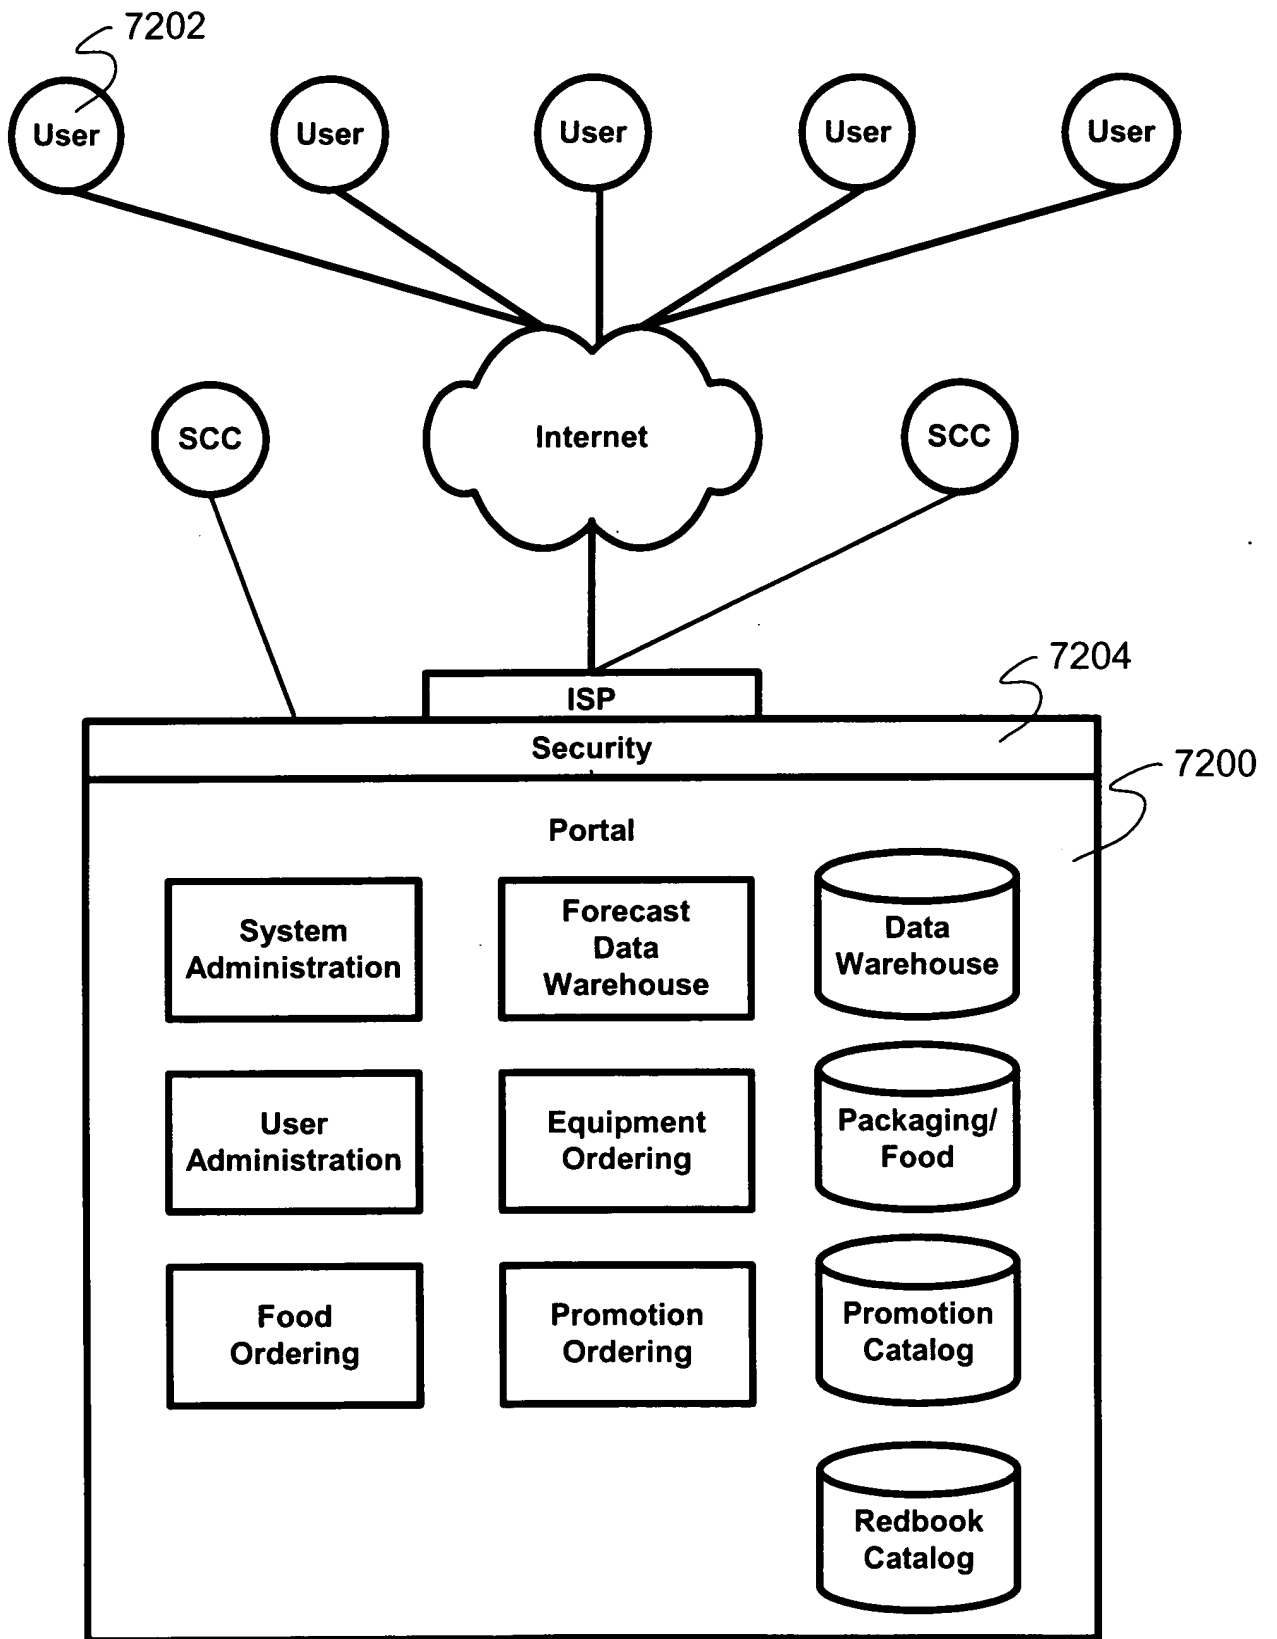 7202
User
User
User
User
User
SCC
Internet
SCC
ISP
7204
Security
7200
Portal
System
Administration
Forecast
Data
Warehouse
Data
Warehouse
User
Administration
Equipment
Ordering
Packaging/
Food
Food
Ordering
Promotion
Ordering
Promotion
Catalog
Redbook
Catalog